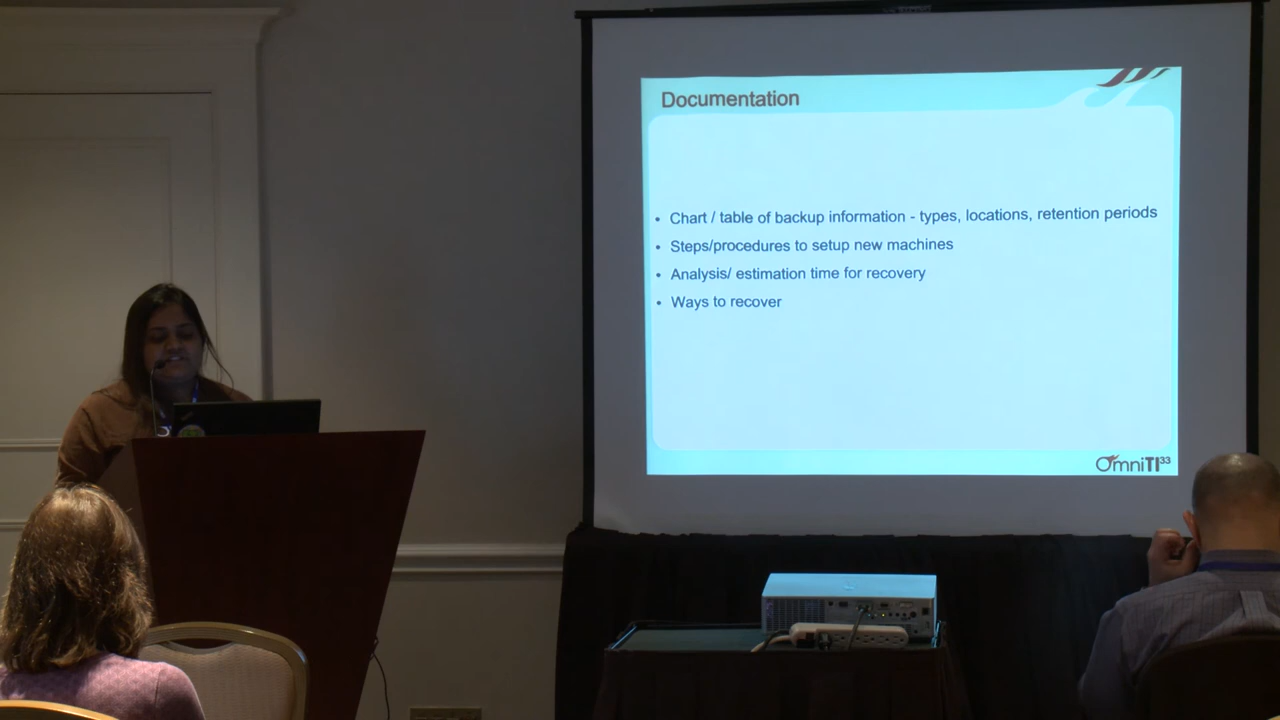 Documentation
• Chart / table of backup information - types, locations, retention periods
• Steps/procedures to setup new machines
• Analysis/ estimation time for recovery
• Ways to recover
OmniTI 33